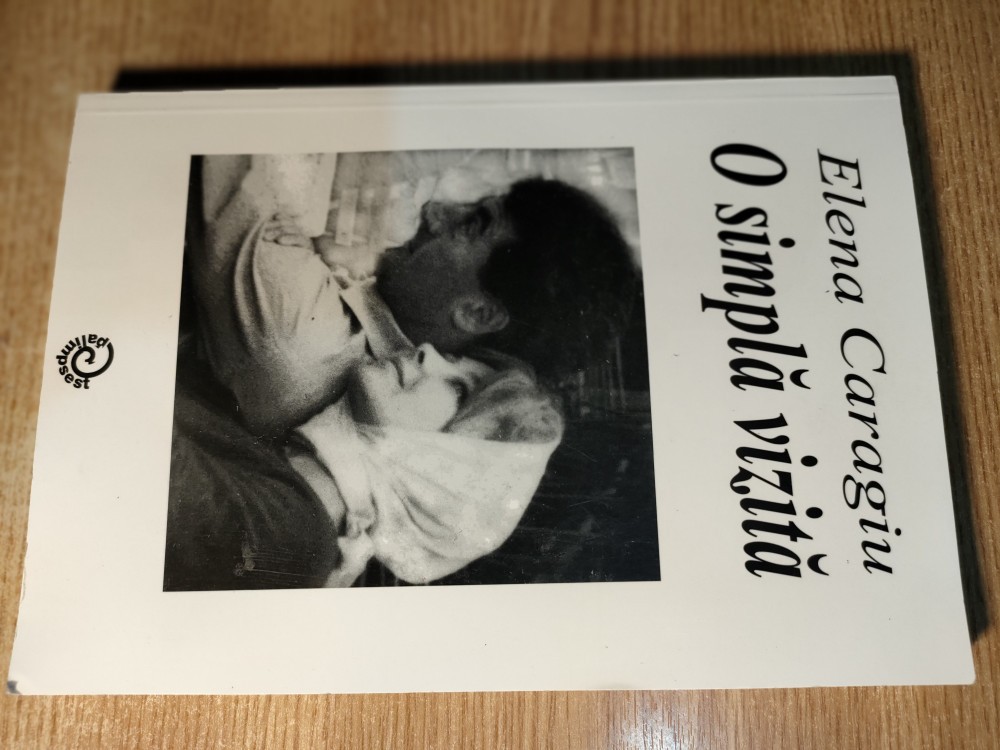 Elena Caragiu
O simplă vizită
palimpsest